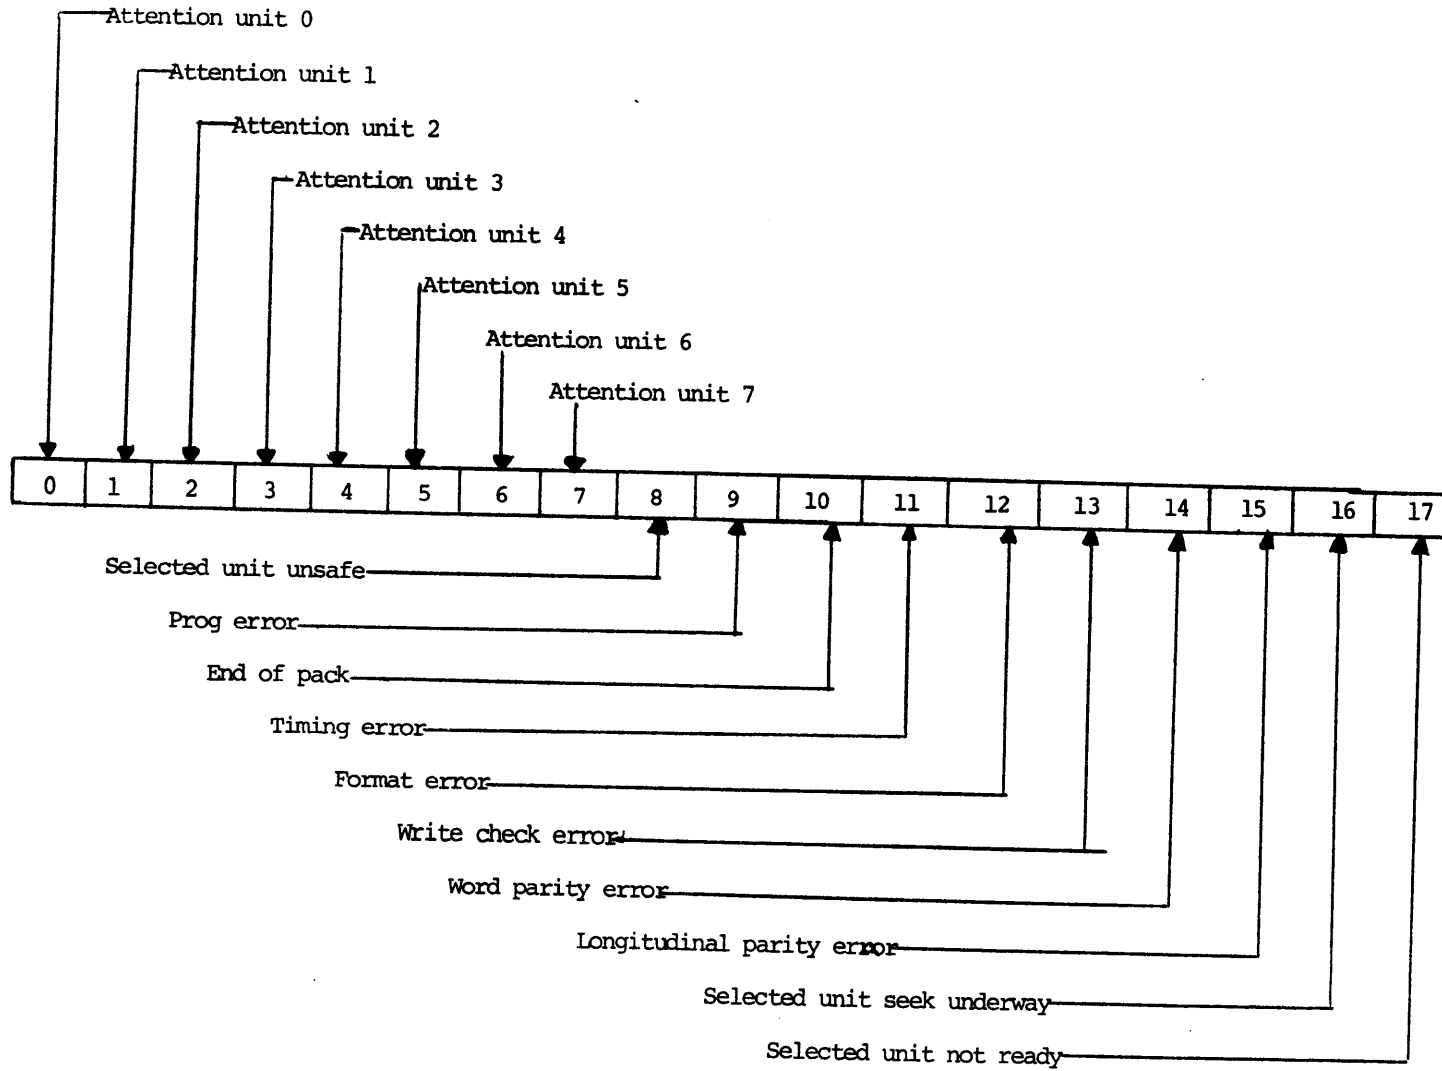 Attention unit 0
Attention unit 1
Attention unit 2
Attention unit 3
Attention unit 4
Attention unit 5
Attention unit 6
Attention unit 7
0 1 2 3 4 5 6 7 8 9 10 11 12 13 14 15 16 17
Selected unit unsafe
Prog error
End of pack
Timing error
Format error
Write check error
Word parity error
Longitudinal parity error
Selected unit seek underway
Selected unit not ready